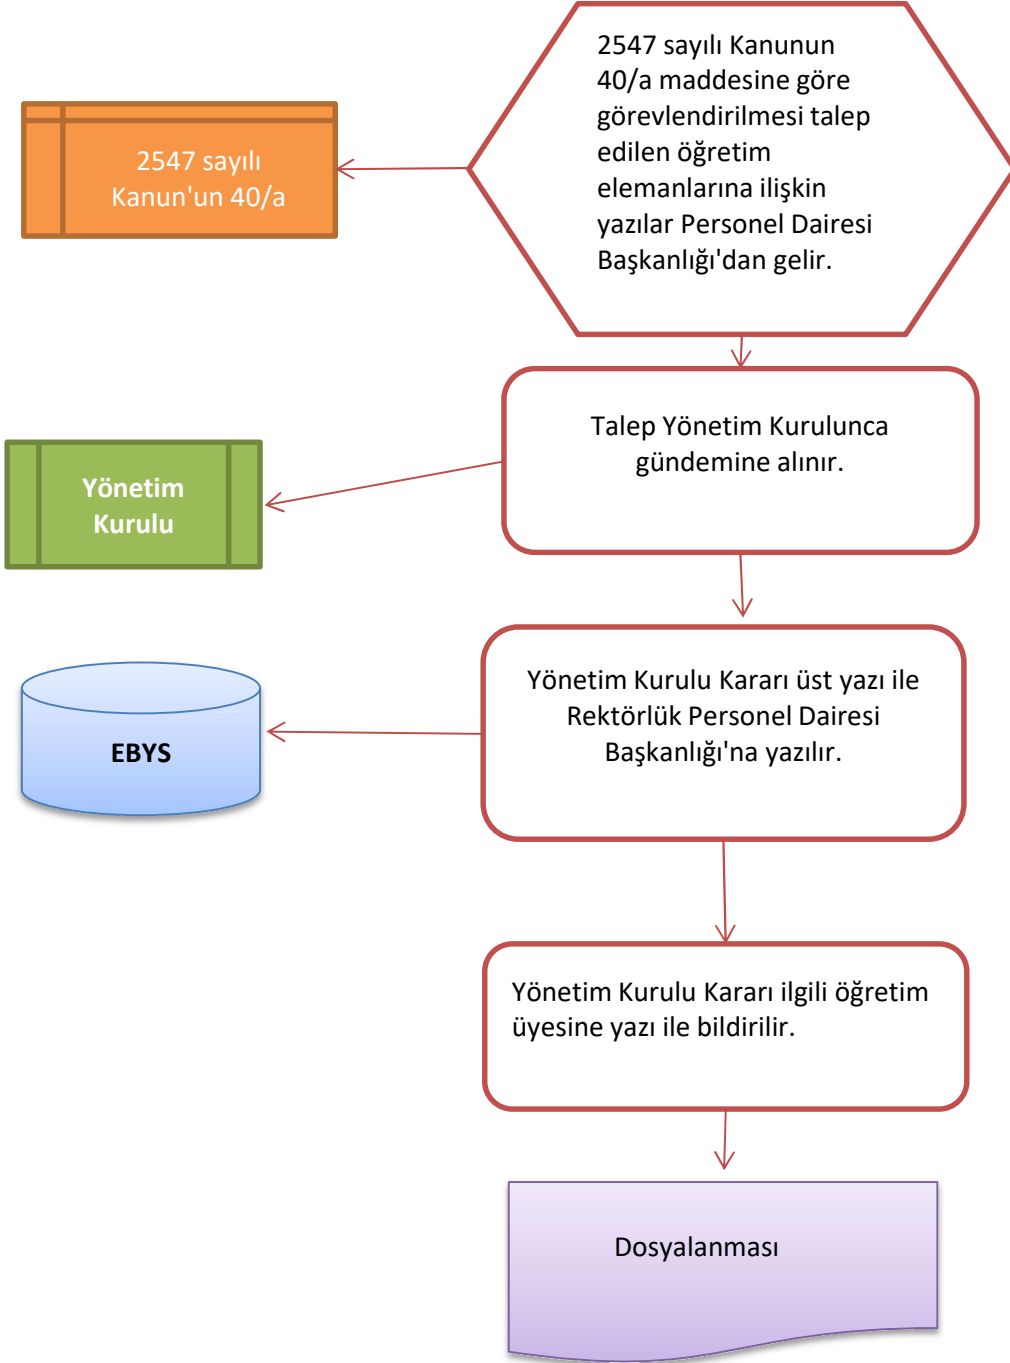 2547 sayılı Kanunun
40/a maddesine göre
görevlendirilmesi talep
edilen öğretim
elemanlarına ilişkin
yazılar Personel Dairesi
Başkanlığı'dan gelir.
2547 sayılı
Kanun'un 40/a
Talep Yönetim Kurulunca
gündemine alınır.
Yönetim
Kurulu
Yönetim Kurulu Kararı üst yazı ile
Rektörlük Personel Dairesi
Başkanlığı'na yazılır.
EBYS
Yönetim Kurulu Kararı ilgili öğretim
üyesine yazı ile bildirilir.
Dosyalanması